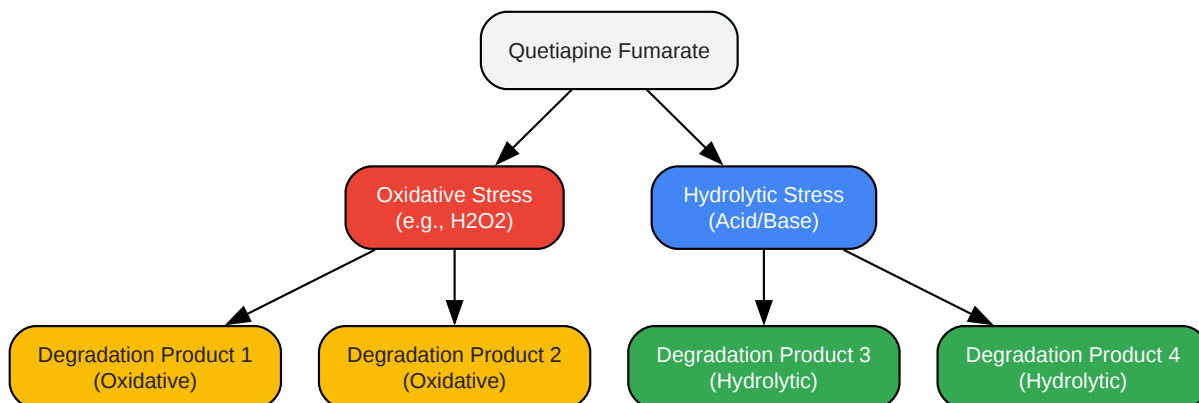 Quetiapine Fumarate
Oxidative Stress
(e.g., H2O2)
Hydrolytic Stress
(Acid/Base)
Degradation Product 1
(Oxidative)
Degradation Product 2
(Oxidative)
Degradation Product 3
(Hydrolytic)
Degradation Product 4
(Hydrolytic)